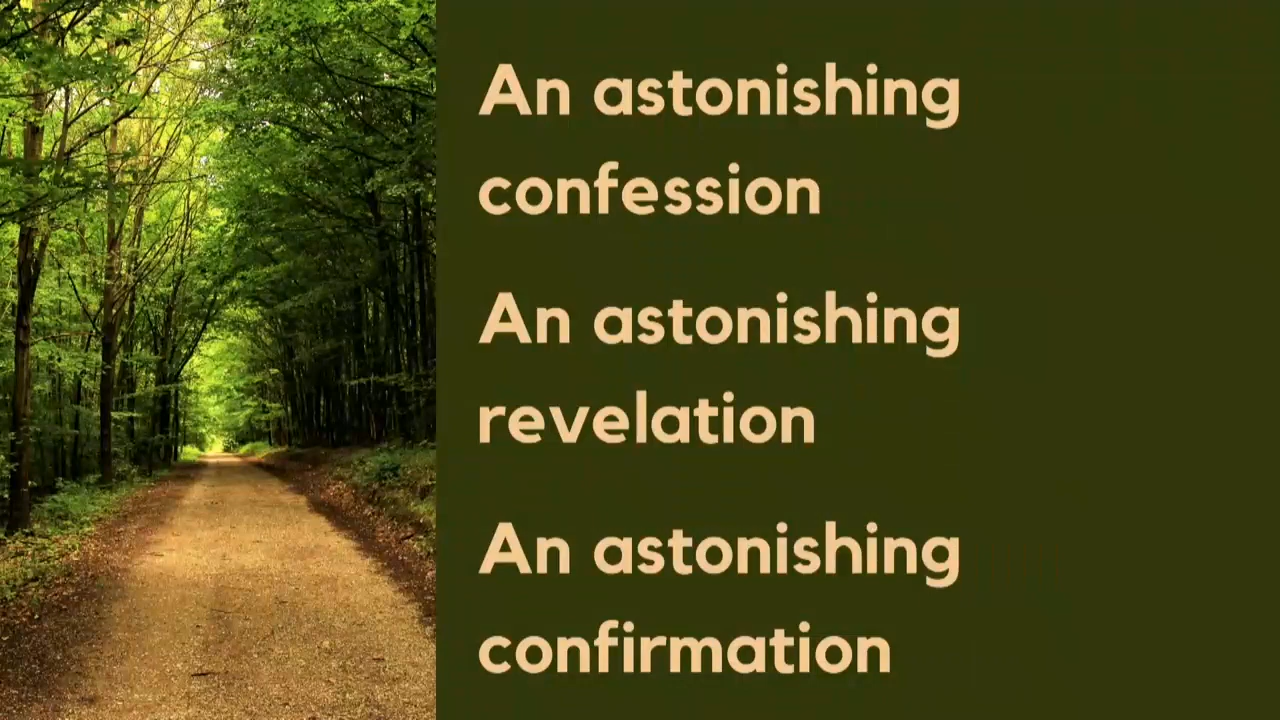 An astonishing
confession
An astonishing
revelation
An astonishing
confirmation